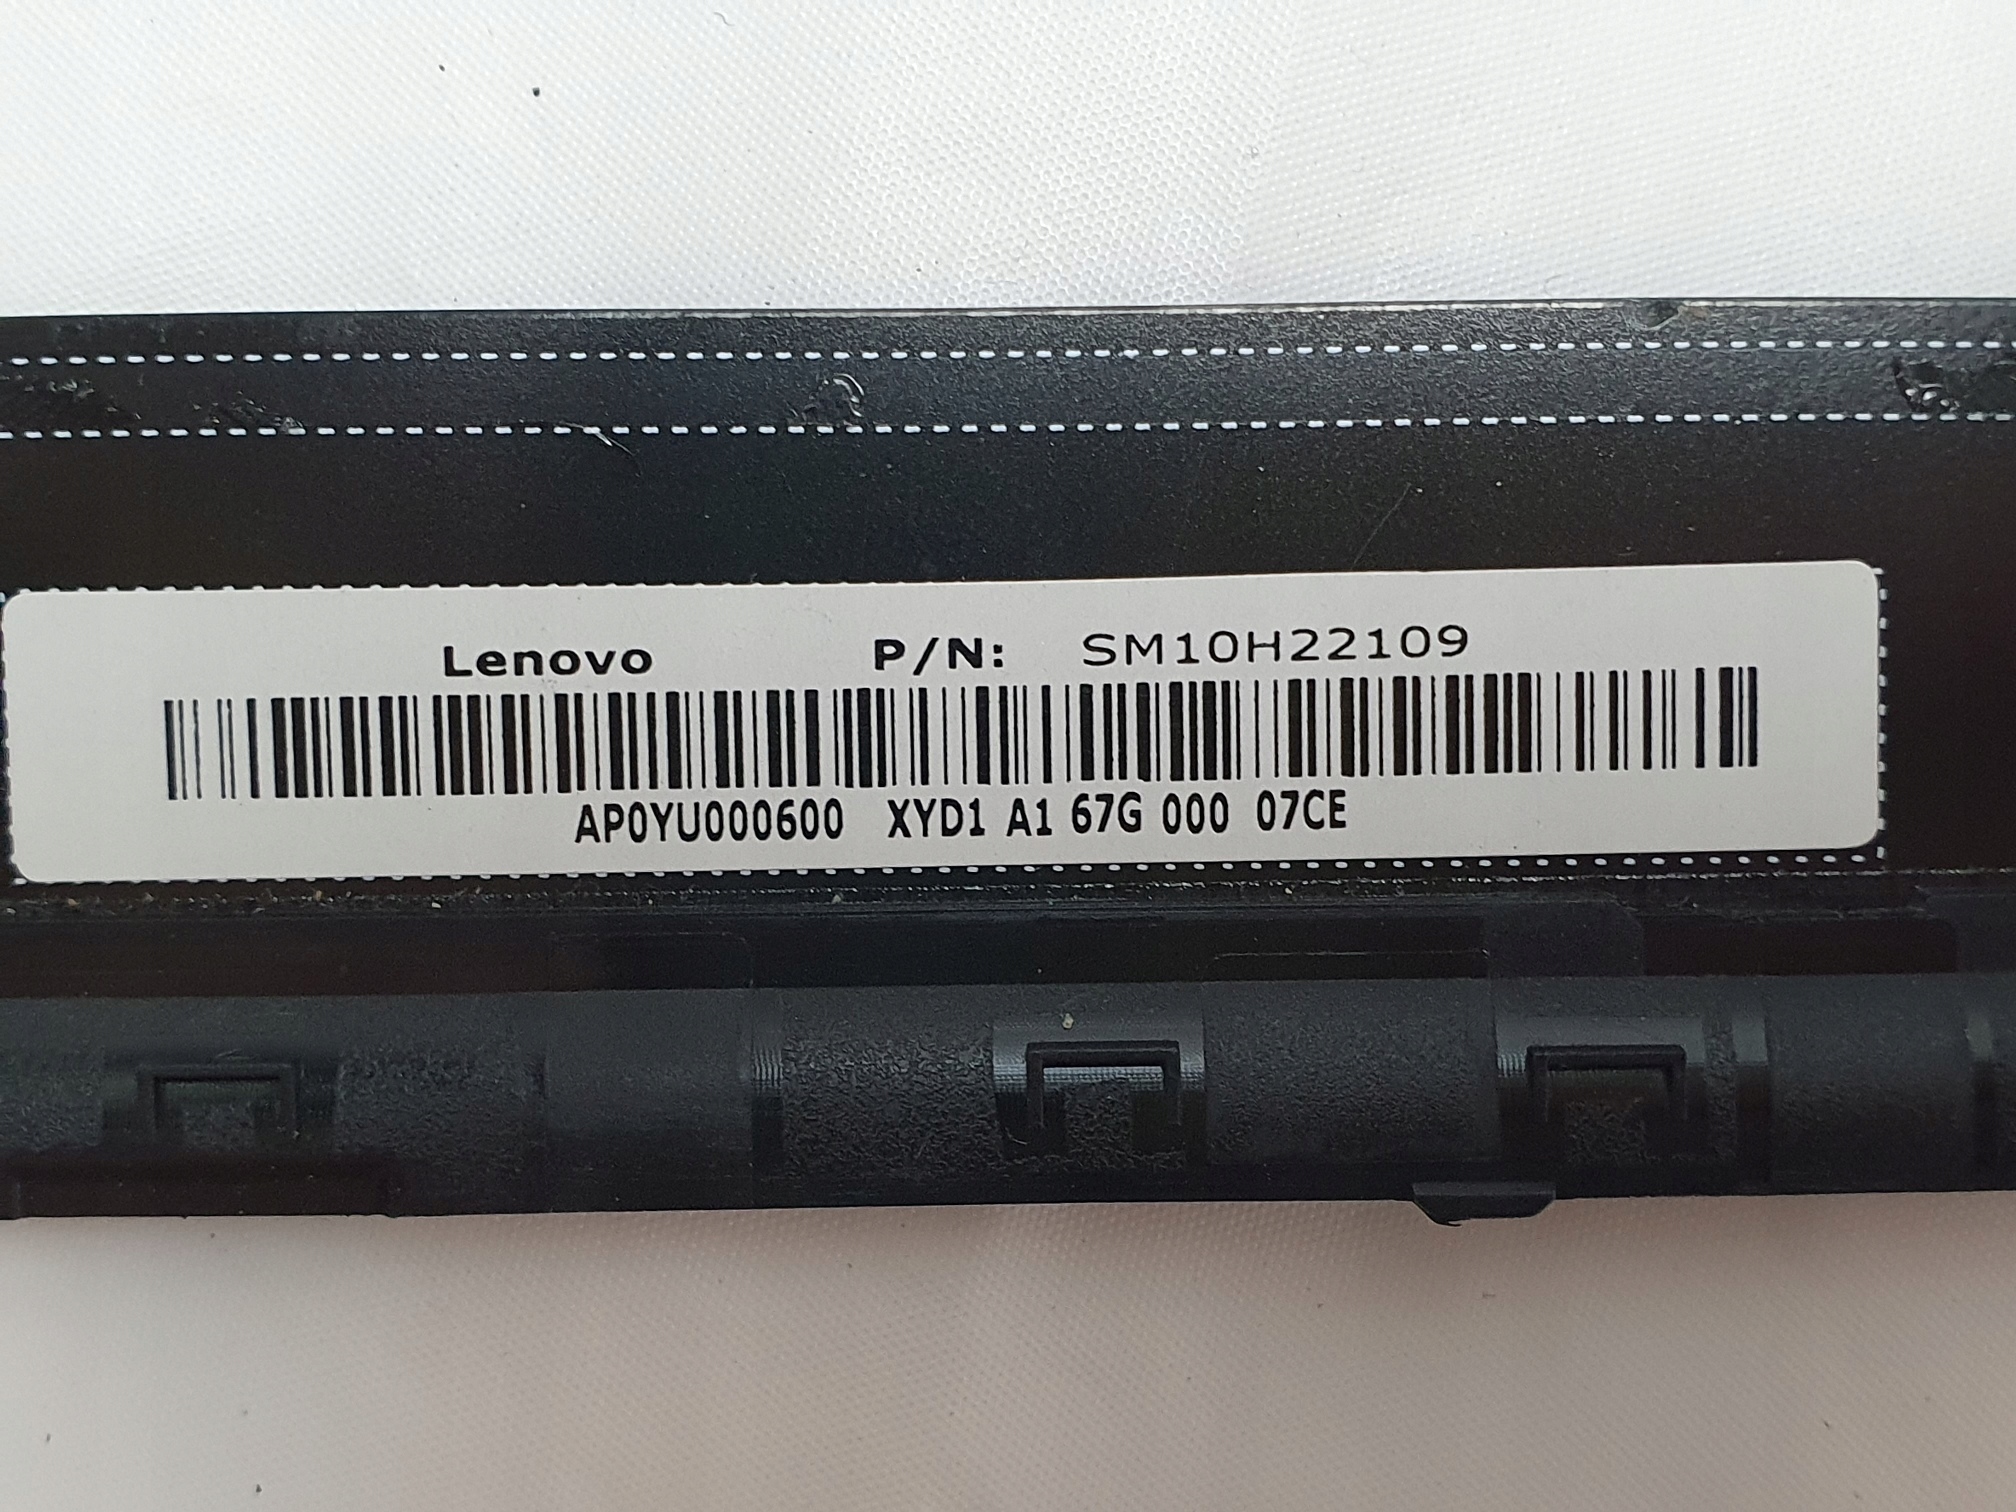 Lenovo P/N: SM10H22109
AP0YU000600 XYD1 A1 67G 000 07CE